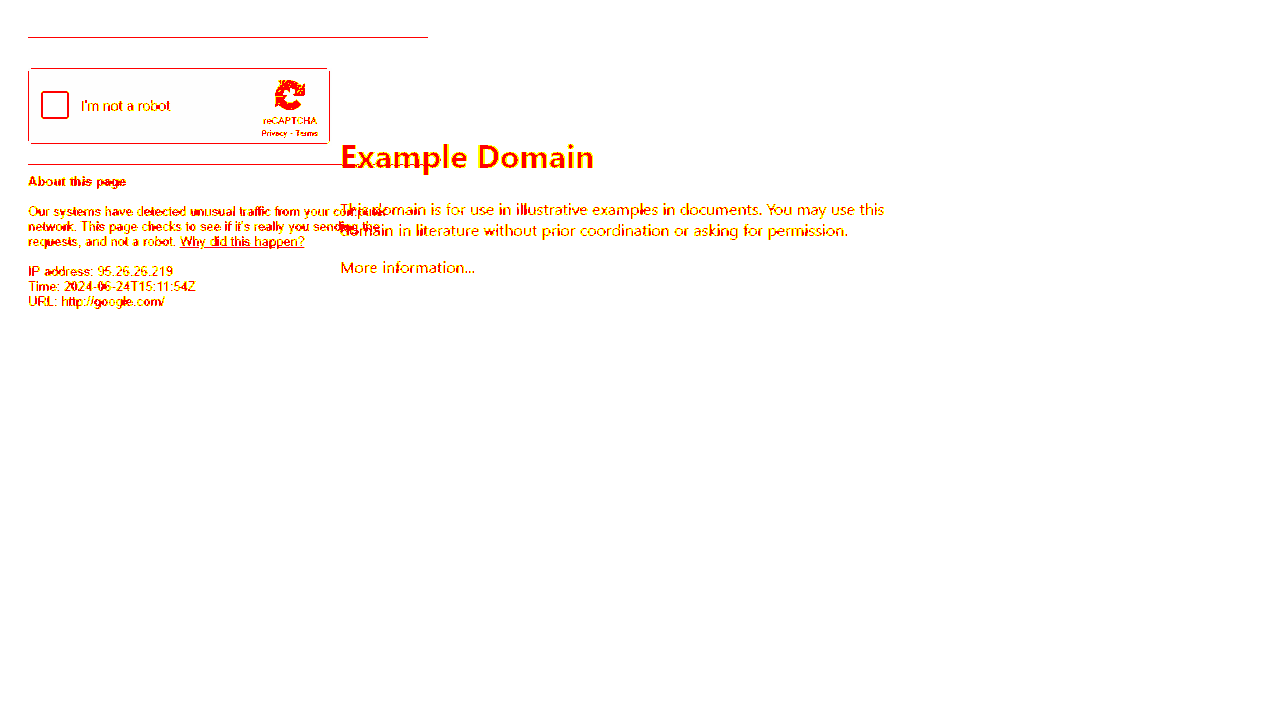 I'm not a robot
reCAPTCHA
Privacy - Terms
Example Domain
About this page
This domain is for use in illustrative examples in documents. You may use this
domain in literature without prior coordination or asking for permission.
Our systems have detected unusual traffic from your computer
network. This page checks to see if it's really you sending the
requests, and not a robot. Why did this happen?
More information...
IP address: 95.26.26.219
Time: 2024-06-24T15:11:54Z
URL: http://google.com/